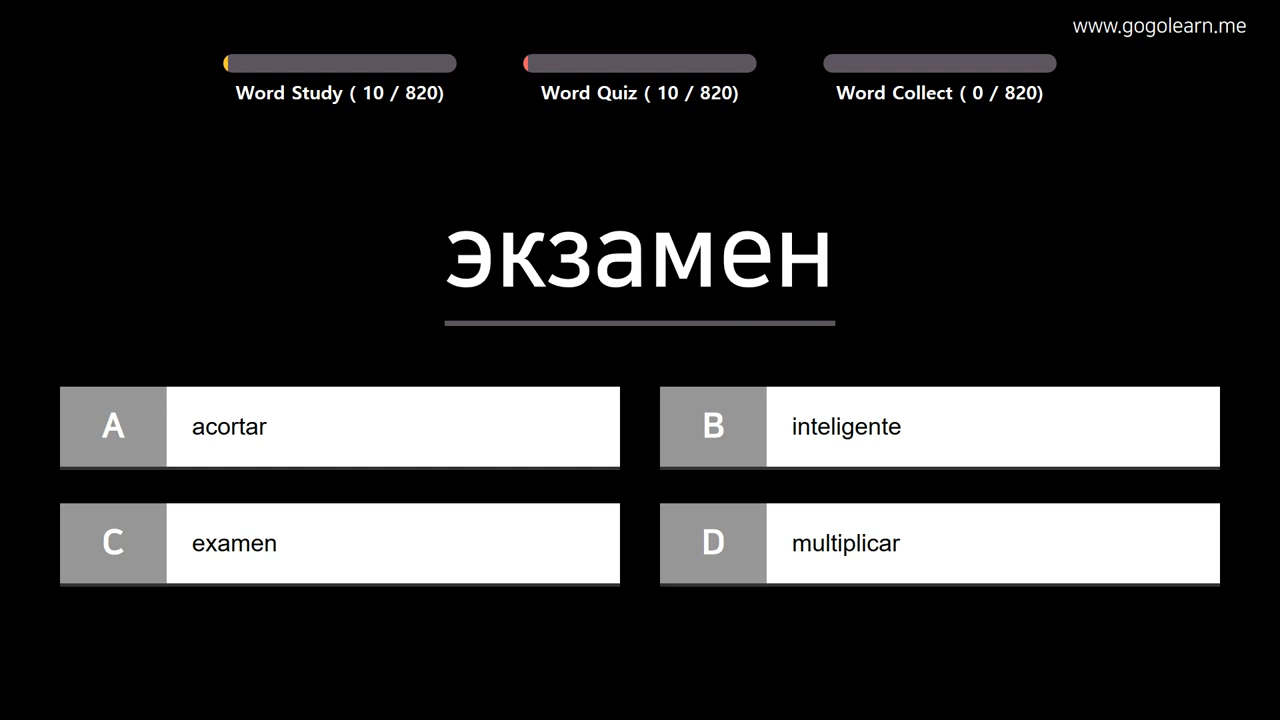 www.gogolearn.me
Word Study ( 10 / 820)
Word Quiz ( 10 / 820)
Word Collect ( 0 / 820)
экзамен
A acortar
B inteligente
C examen
D multiplicar